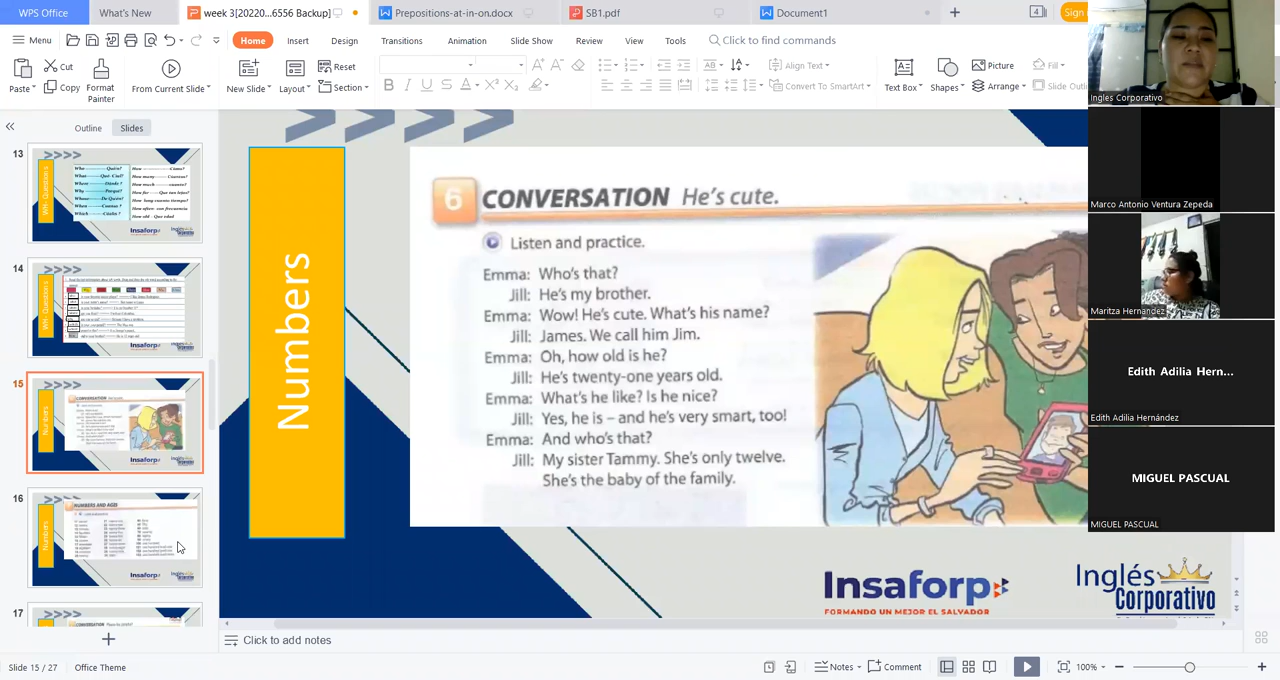 WPS Office
What's New
week 3[20220...6556 Backup]
Prepositions-at-in-on.docx
SB1.pdf
Document1
4
Sign
Menu
Home
Insert
Design
Transitions
Animation
Slide Show
Review
View
Tools
Click to find commands
Paste
Cut
Copy
Format
Painter
From Current Slide
New Slide
Layout
Reset
Section
Align Text
Convert To SmartArt
Text Box
Shapes
Picture
Arrange
Fill
Slide
Outline
Slides
13
14
15
16
17
WH-Questions
Numbers
6 CONVERSATION He's cute.
Listen and practice.
Emma: Who's that?
Jill: He's my brother.
Emma: Wow! He's cute. What's his name?
Jill: James. We call him Jim.
Emma: Oh, how old is he?
Jill: He's twenty-one years old.
Emma: What's he like? Is he nice?
Jill: Yes, he is – and he's very smart, too!
Emma: And who's that?
Jill: My sister Tammy. She's only twelve.
She's the baby of the family.
Insaforp
FORMANDO UN MEJOR EL SALVADOR
Inglés
Corporativo
Ingles Corporativo
Marco Antonio Ventura Zepeda
Maritza Hernández
Edith Adilia Hern...
Edith Adilia Hernández
MIGUEL PASCUAL
MIGUEL PASCUAL
Click to add notes
Slide 15 / 27
Office Theme
Notes
Comment
100%